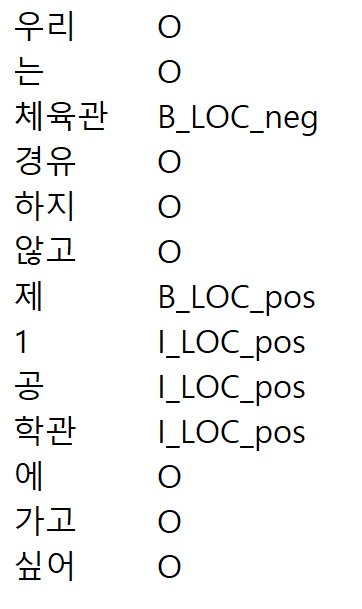 우리 O
는 O
체육관 B_LOC_neg
경유 O
하지 O
않고 O
제 B_LOC_pos
1 I_LOC_pos
공 I_LOC_pos
학관 I_LOC_pos
에 O
가고 O
싶어 O